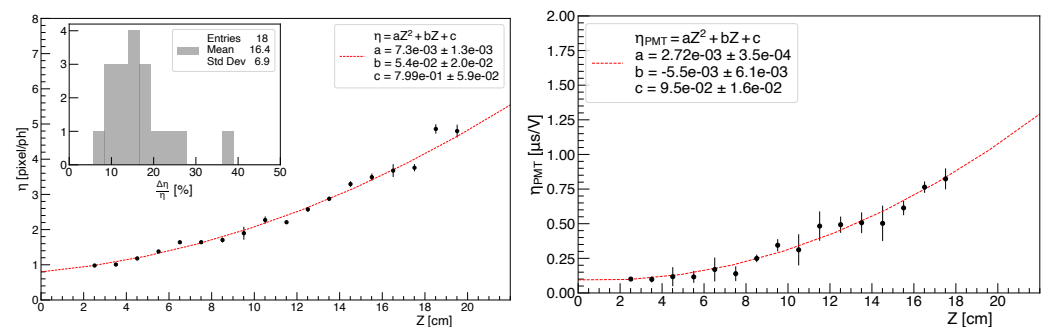 Entries 18
Mean 16.4
Std Dev 6.9
0 1 2 3 4
0 10 20 30 40 50
Δη/η [%]
η = aZ² + bZ + c
a = 7.3e-03 ± 1.3e-03
b = 5.4e-02 ± 2.0e-02
c = 7.99e-01 ± 5.9e-02
η [pixel/ph]
0 1 2 3 4 5 6 7 8
0 2 4 6 8 10 12 14 16 18 20
Z [cm]
η_PMT = aZ² + bZ + c
a = 2.72e-03 ± 3.5e-04
b = -5.5e-03 ± 6.1e-03
c = 9.5e-02 ± 1.6e-02
η_PMT [µs/V]
0.00 0.25 0.50 0.75 1.00 1.25 1.50 1.75 2.00
0 2 4 6 8 10 12 14 16 18 20
Z [cm]